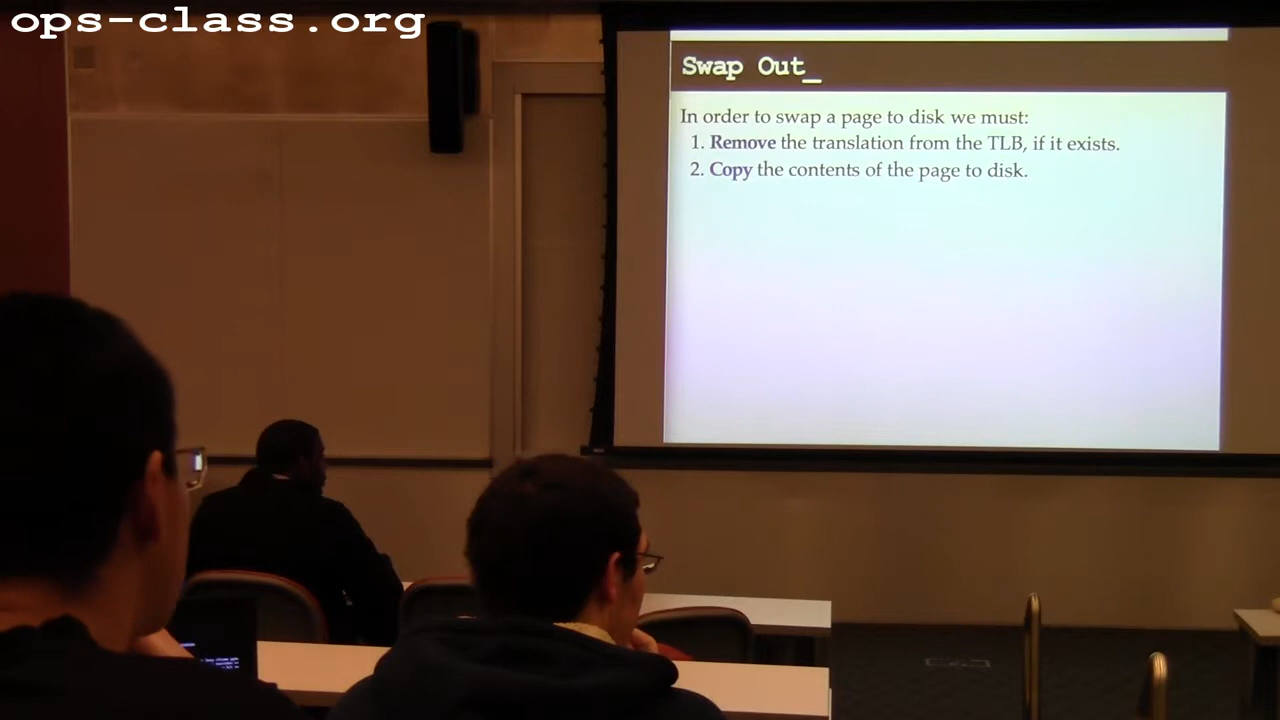 ops-class.org
Swap Out_
In order to swap a page to disk we must:
1. Remove the translation from the TLB, if it exists.
2. Copy the contents of the page to disk.